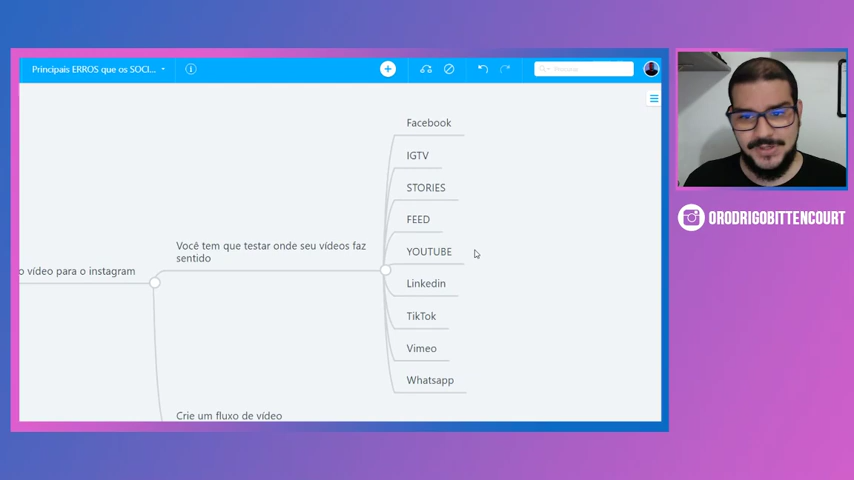 Principais ERROS que os SOCI...
Facebook
IGTV
STORIES
FEED
Você tem que testar onde seu vídeos faz
sentido
YOUTUBE
o vídeo para o instagram
Linkedin
TikTok
Vimeo
Whatsapp
Crie um fluxo de vídeo
ORODRIGOBITTENCOURT